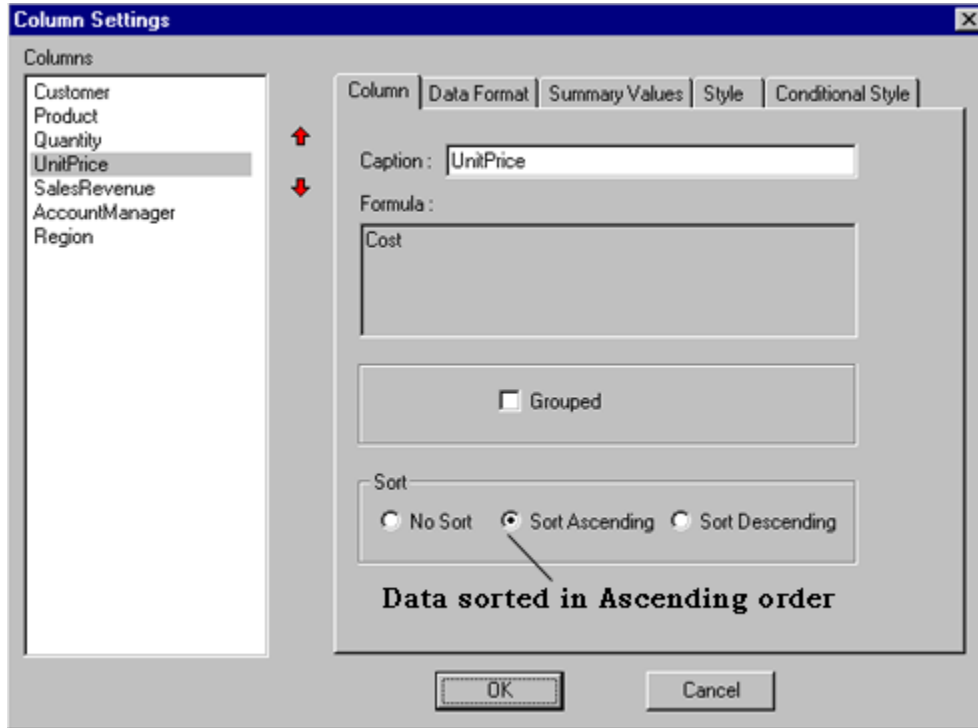 Column Settings
Columns
Customer
Product
Quantity
UnitPrice
SalesRevenue
AccountManager
Region
Column Data Format Summary Values Style Conditional Style
Caption : UnitPrice
Formula :
Cost
Grouped
Sort
No Sort Sort Ascending Sort Descending
Data sorted in Ascending order
OK Cancel